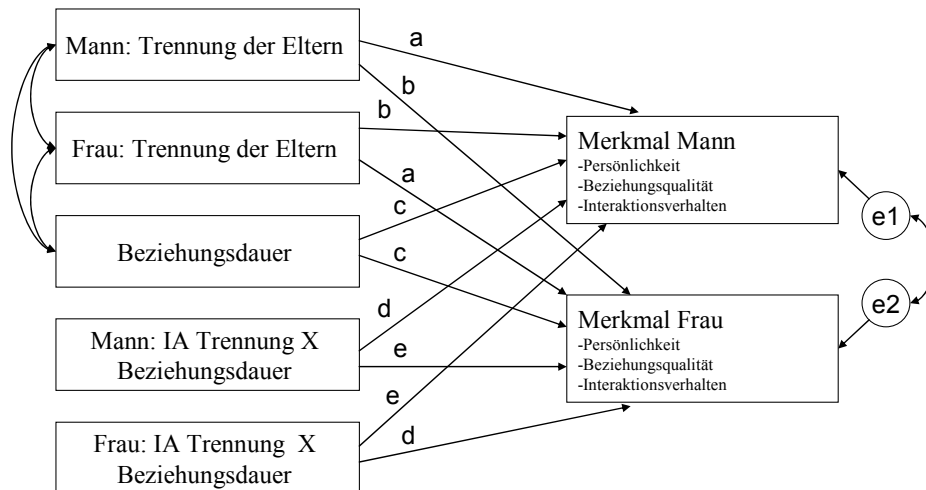 Mann: Trennung der Eltern
Frau: Trennung der Eltern
Beziehungsdauer
Mann: IA Trennung X
Beziehungsdauer
Frau: IA Trennung X
Beziehungsdauer
a
b
b
a
c
c
d
e
e
d
Merkmal Mann
-Persönlichkeit
-Beziehungsqualität
-Interaktionsverhalten
Merkmal Frau
-Persönlichkeit
-Beziehungsqualität
-Interaktionsverhalten
e1
e2